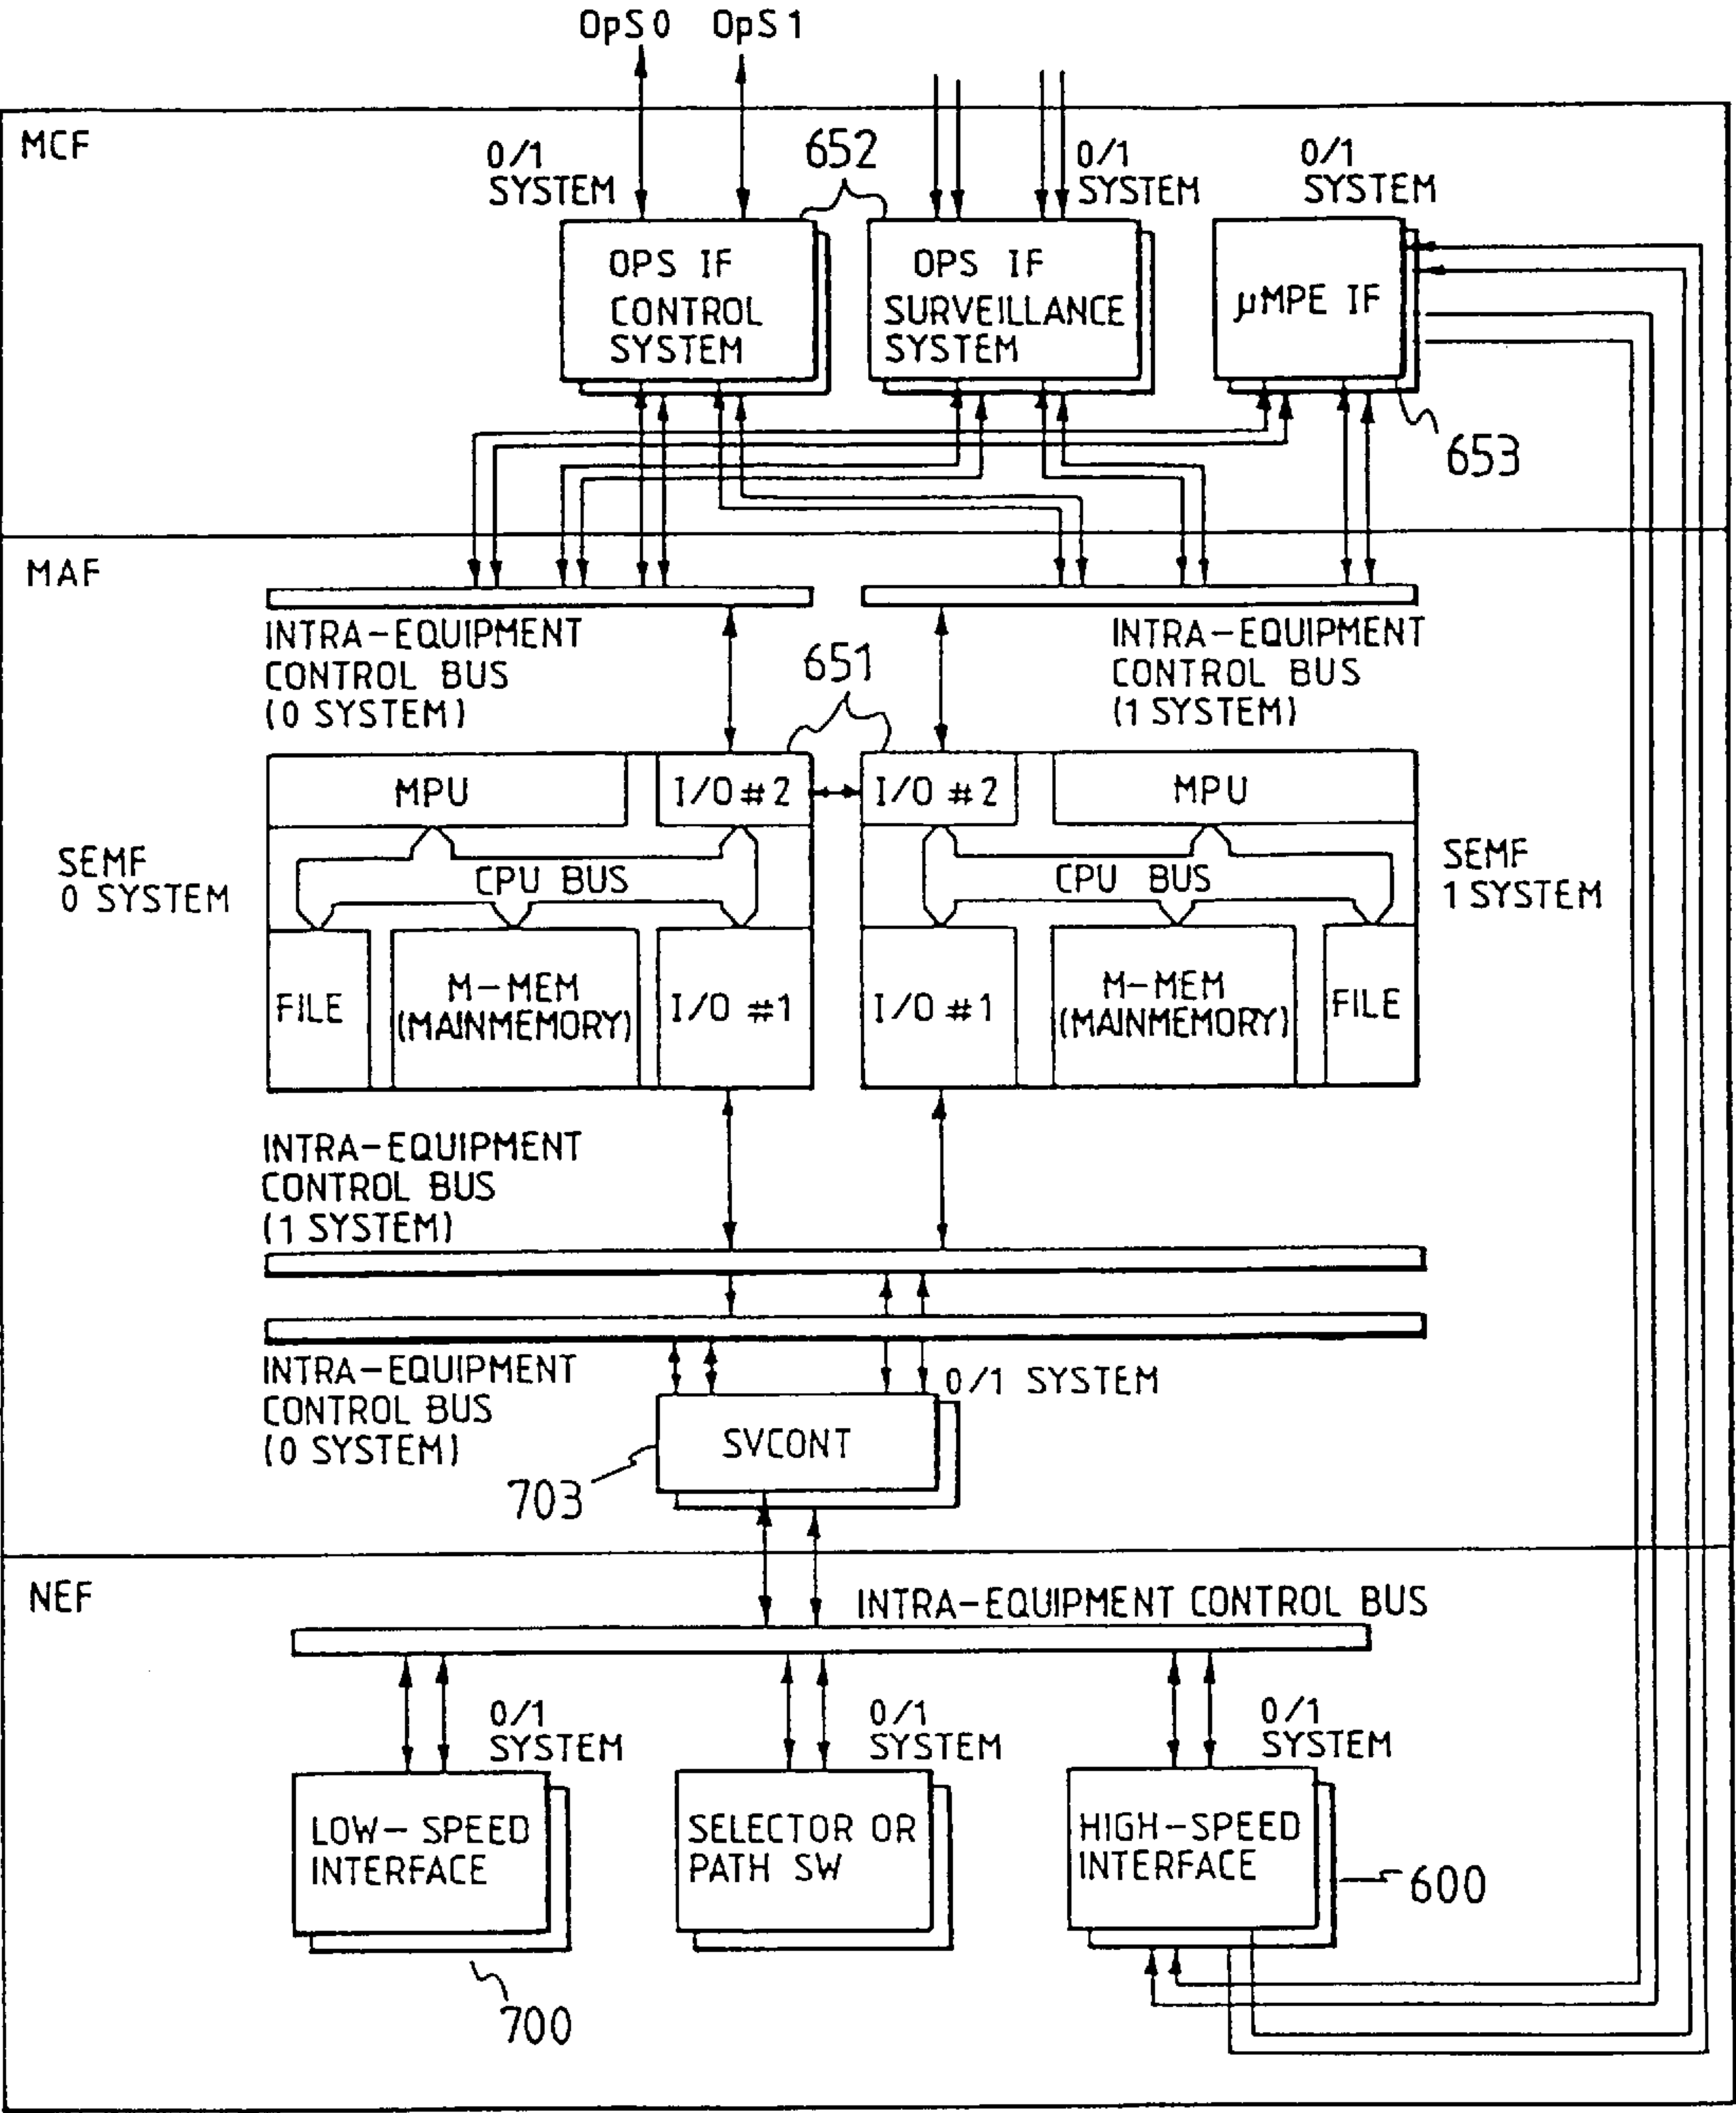 OpS0 OpS1
MCF
0/1
SYSTEM
652
0/1
SYSTEM
0/1
SYSTEM
OPS IF
CONTROL
SYSTEM
OPS IF
SURVEILLANCE
SYSTEM
µMPE IF
653
MAF
INTRA-EQUIPMENT
CONTROL BUS
(0 SYSTEM)
651
INTRA-EQUIPMENT
CONTROL BUS
(1 SYSTEM)
SEMF
0 SYSTEM
MPU
I/O #2
CPU BUS
FILE
M-MEM
(MAINMEMORY)
I/O #1
I/O #2
MPU
CPU BUS
I/O #1
M-MEM
(MAINMEMORY)
FILE
SEMF
1 SYSTEM
INTRA-EQUIPMENT
CONTROL BUS
(1 SYSTEM)
INTRA-EQUIPMENT
CONTROL BUS
(0 SYSTEM)
0/1 SYSTEM
SVCONT
703
NEF
INTRA-EQUIPMENT CONTROL BUS
0/1
SYSTEM
0/1
SYSTEM
0/1
SYSTEM
LOW-SPEED
INTERFACE
SELECTOR OR
PATH SW
HIGH-SPEED
INTERFACE
600
700